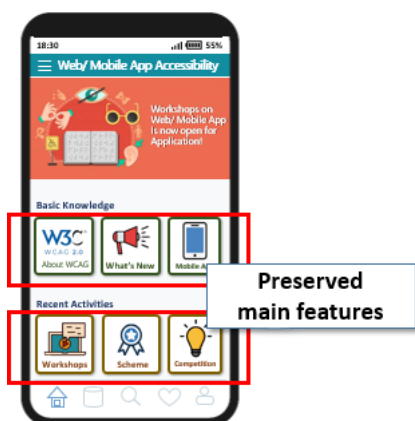 18:30 55%
Web/ Mobile App Accessibility
Workshops on
Web/ Mobile App
Is now open for
Application!
Basic Knowledge
W3C
WCAG 2.0
About WCAG What's New Mobile
Preserved
main features
Recent Activities
Workshops Scheme Competition